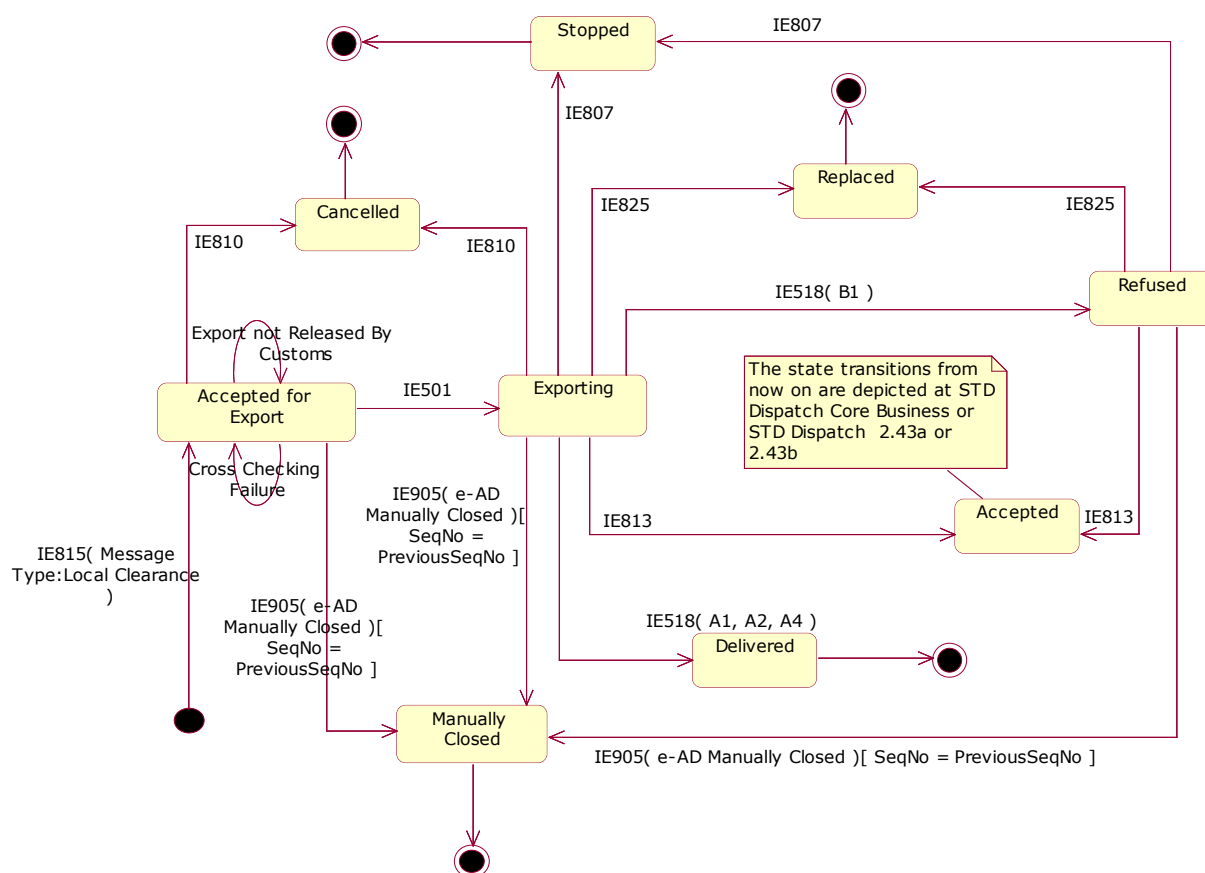 Stopped
IE807
IE807
Replaced
Cancelled
IE825
IE825
IE810
IE810
Refused
IE518( B1 )
Export not Released By
Customs
The state transitions from
now on are depicted at STD
Dispatch Core Business or
STD Dispatch  2.43a or
2.43b
Accepted for
Export
IE501
Exporting
Cross Checking
Failure
IE905( e-AD
Manually Closed )[
SeqNo =
PreviousSeqNo ]
IE813
Accepted
IE813
IE815( Message
Type:Local Clearance
)
IE905( e-AD
Manually Closed )[
SeqNo =
PreviousSeqNo ]
IE518( A1, A2, A4 )
Delivered
Manually
Closed
IE905( e-AD Manually Closed )[ SeqNo = PreviousSeqNo ]